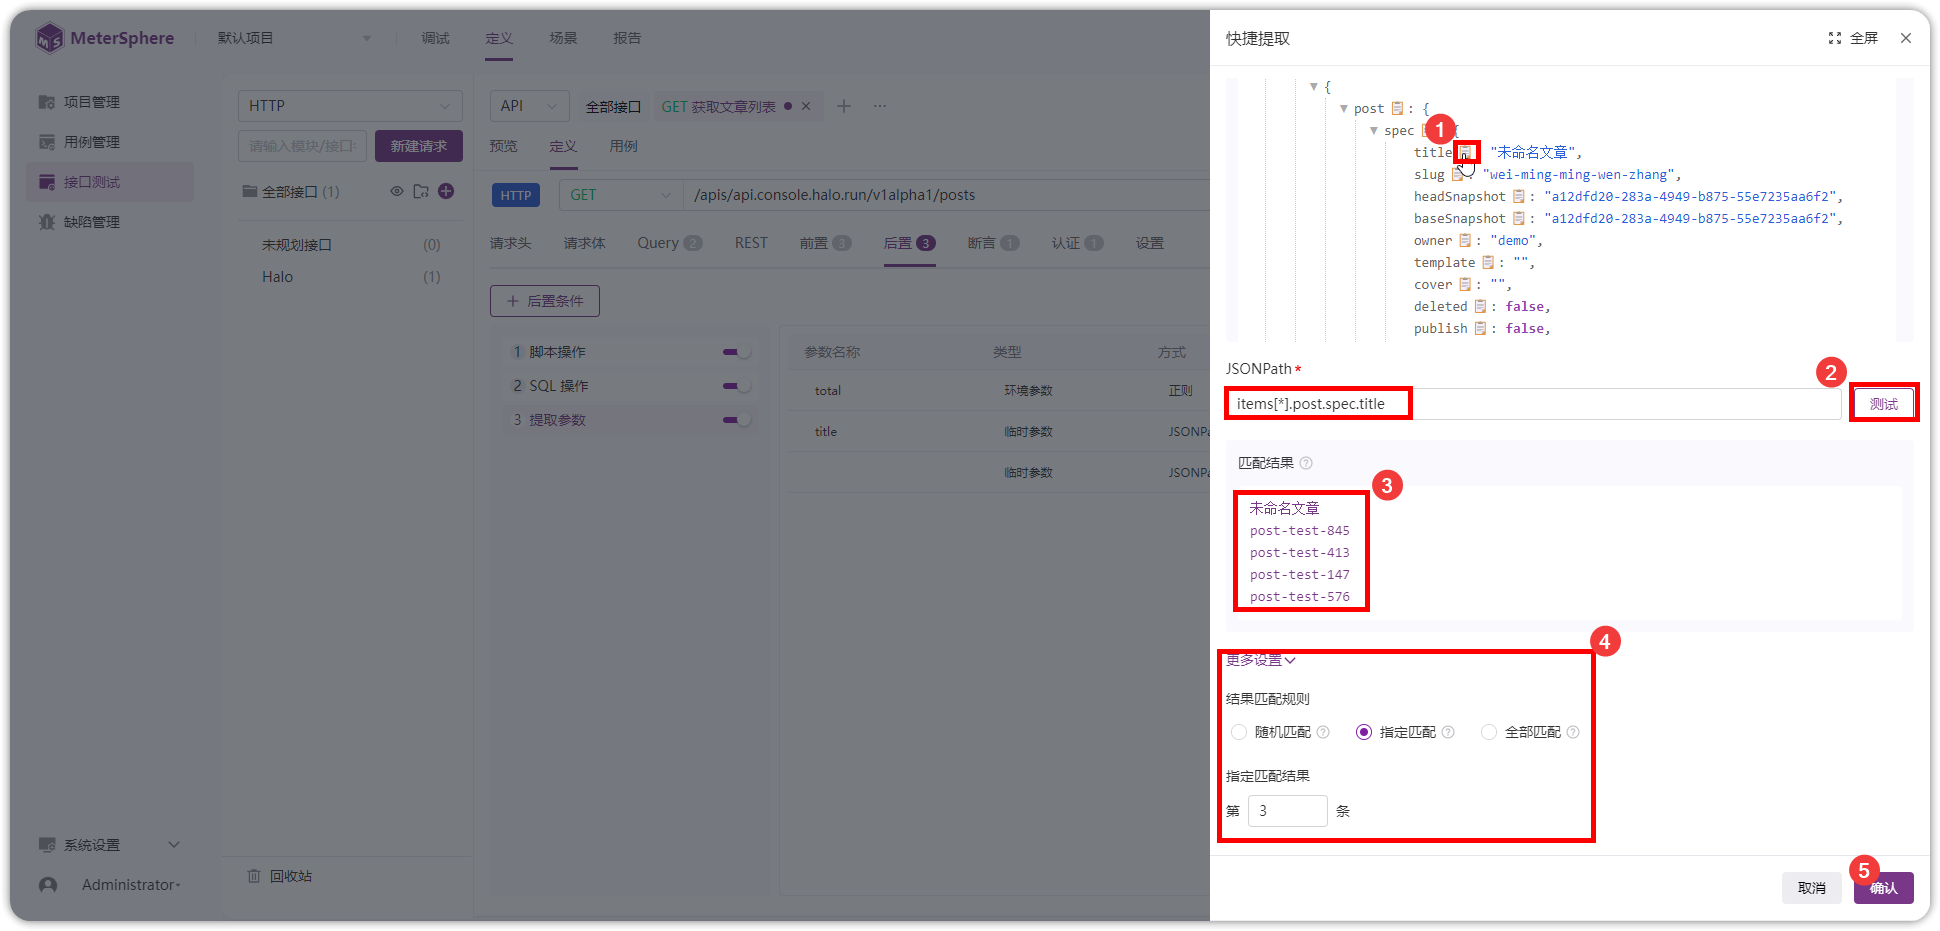 MeterSphere
默认项目
调试
定义
场景
报告
项目管理
用例管理
接口测试
缺陷管理
系统设置
Administrator
HTTP
请输入模块/接口
新建请求
全部接口 (1)
未规划接口 (0)
Halo (1)
回收站
API
全部接口
GET 获取文章列表
预览
定义
用例
HTTP
GET
/apis/api.console.halo.run/v1alpha1/posts
请求头
请求体
Query 2
REST
前置 3
后置 3
断言 1
认证 1
设置
+ 后置条件
1 脚本操作
2 SQL 操作
3 提取参数
参数名称 类型 方式
total 环境参数 正则
title 临时参数 JSONPa
临时参数 JSONPa
快捷提取
全屏
{
post : {
spec {
1
title "未命名文章",
slug : "wei-ming-ming-wen-zhang",
headSnapshot : "a12dfd20-283a-4949-b875-55e7235aa6f2",
baseSnapshot : "a12dfd20-283a-4949-b875-55e7235aa6f2",
owner : "demo",
template : "",
cover : "",
deleted : false,
publish : false,
JSONPath*
2
items[*].post.spec.title
测试
匹配结果
3
未命名文章
post-test-845
post-test-413
post-test-147
post-test-576
4
更多设置
结果匹配规则
随机匹配
指定匹配
全部匹配
指定匹配结果
第 3 条
5
取消
确认